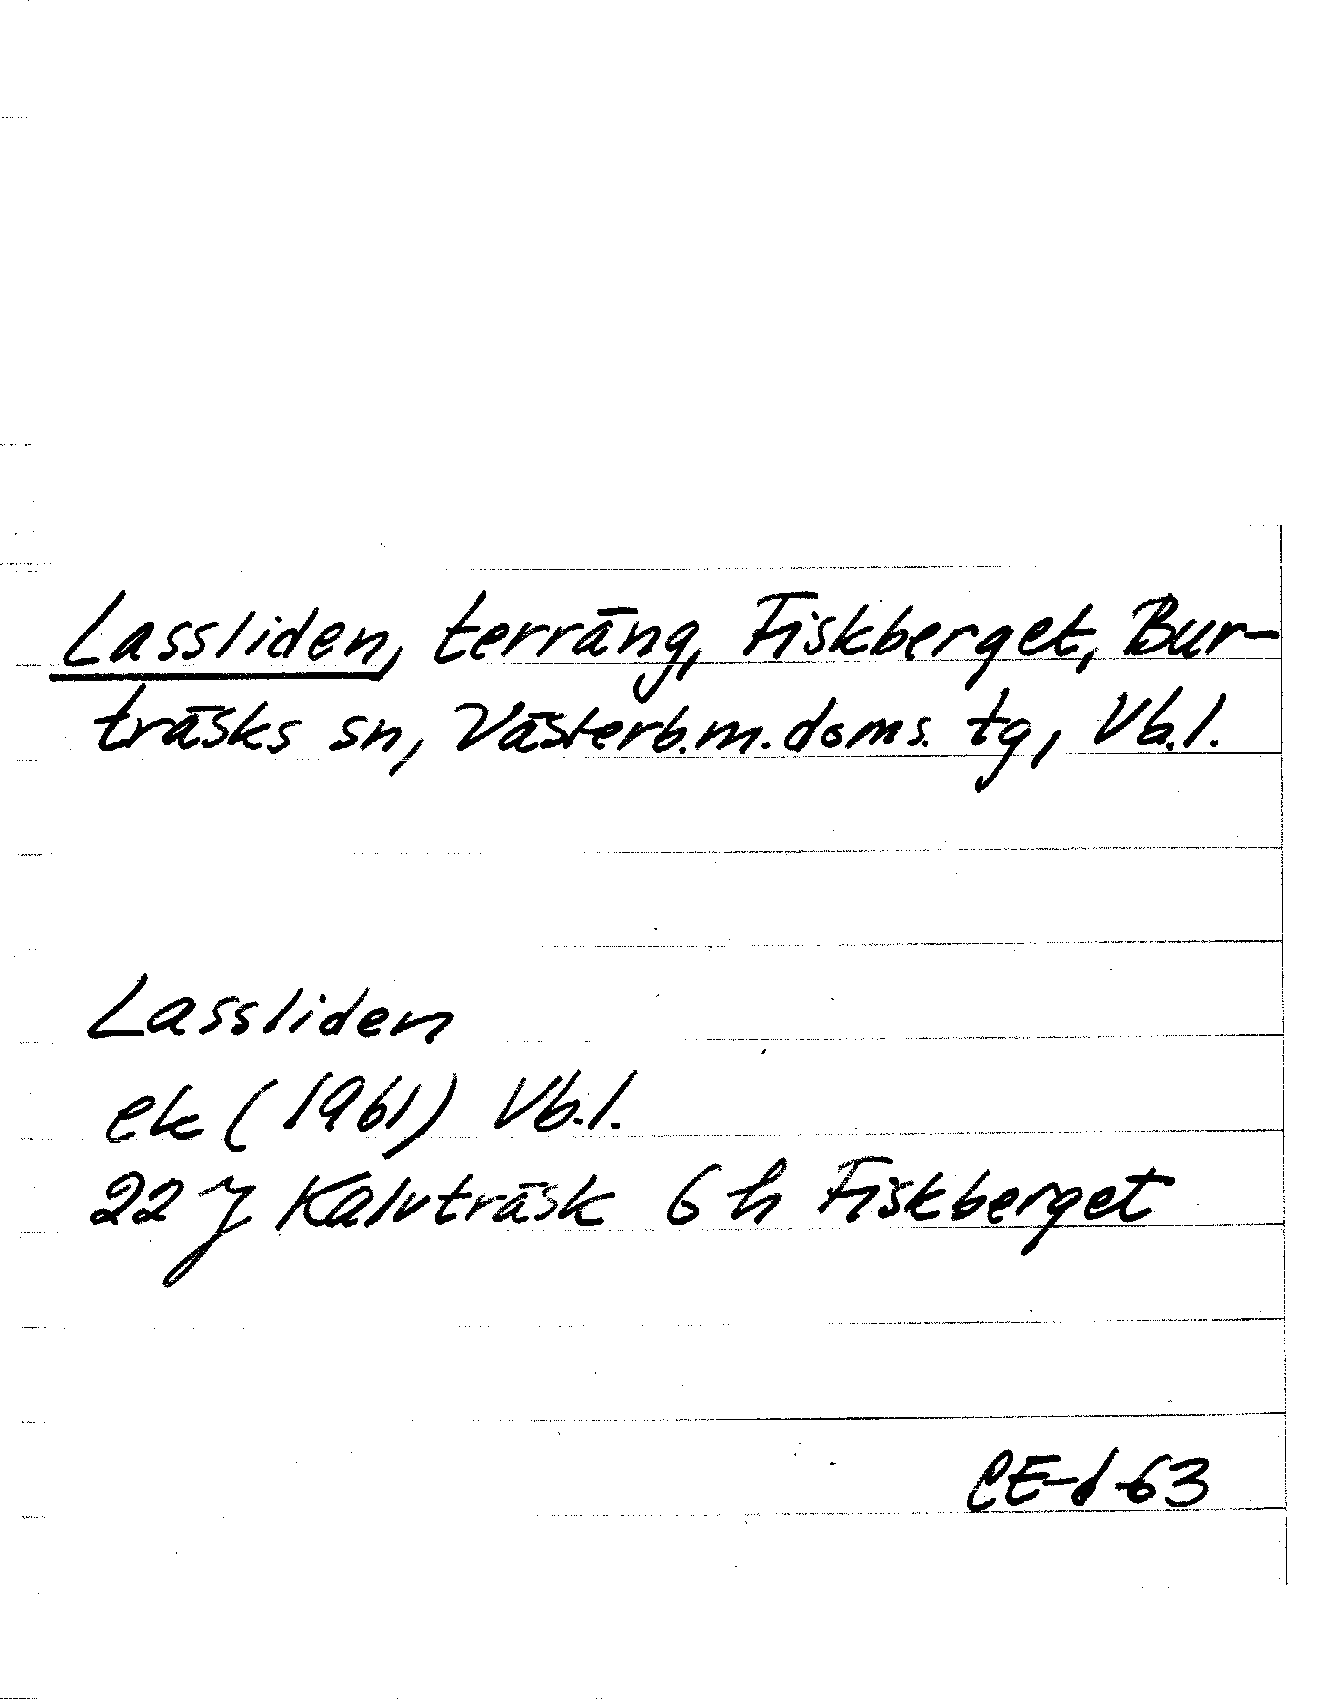 Lassliden, terräng, Fiskberget, Bur-
träsks sn, Västerb.m.doms. tg, Vb.l.
Lassliden
ek (1961) Vb.l.
22 J Kalvträsk 6 h Fiskberget
CE-d-63